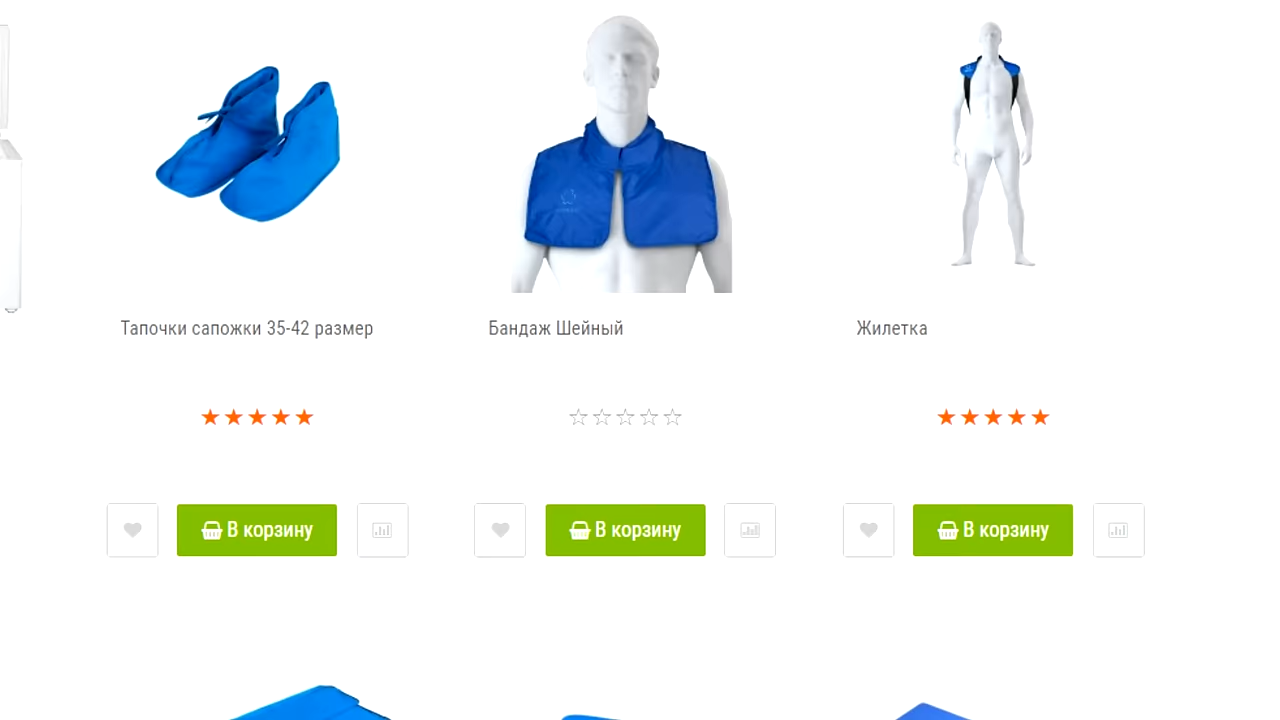 Тапочки сапожки 35-42 размер
Бандаж Шейный
Жилетка
В корзину
В корзину
В корзину